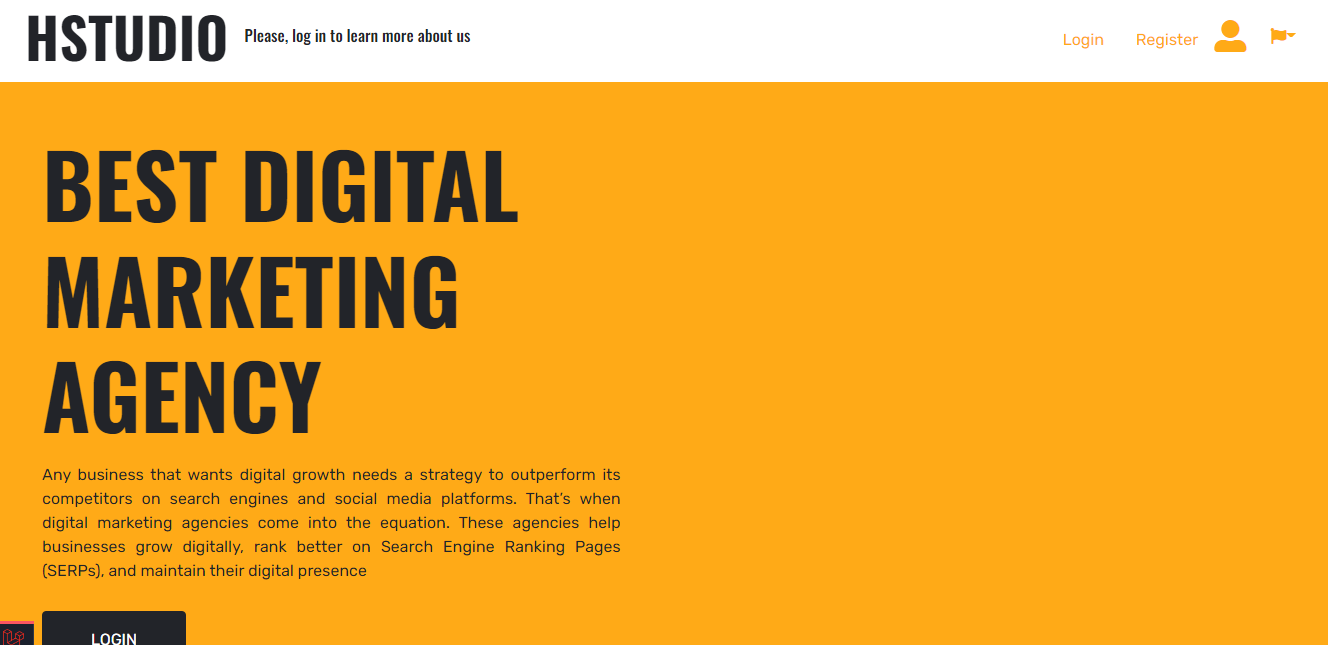 HSTUDIO Please, log in to learn more about us
Login Register
BEST DIGITAL
MARKETING
AGENCY
Any business that wants digital growth needs a strategy to outperform its
competitors on search engines and social media platforms. That's when
digital marketing agencies come into the equation. These agencies help
businesses grow digitally, rank better on Search Engine Ranking Pages
(SERPs), and maintain their digital presence
LOGIN